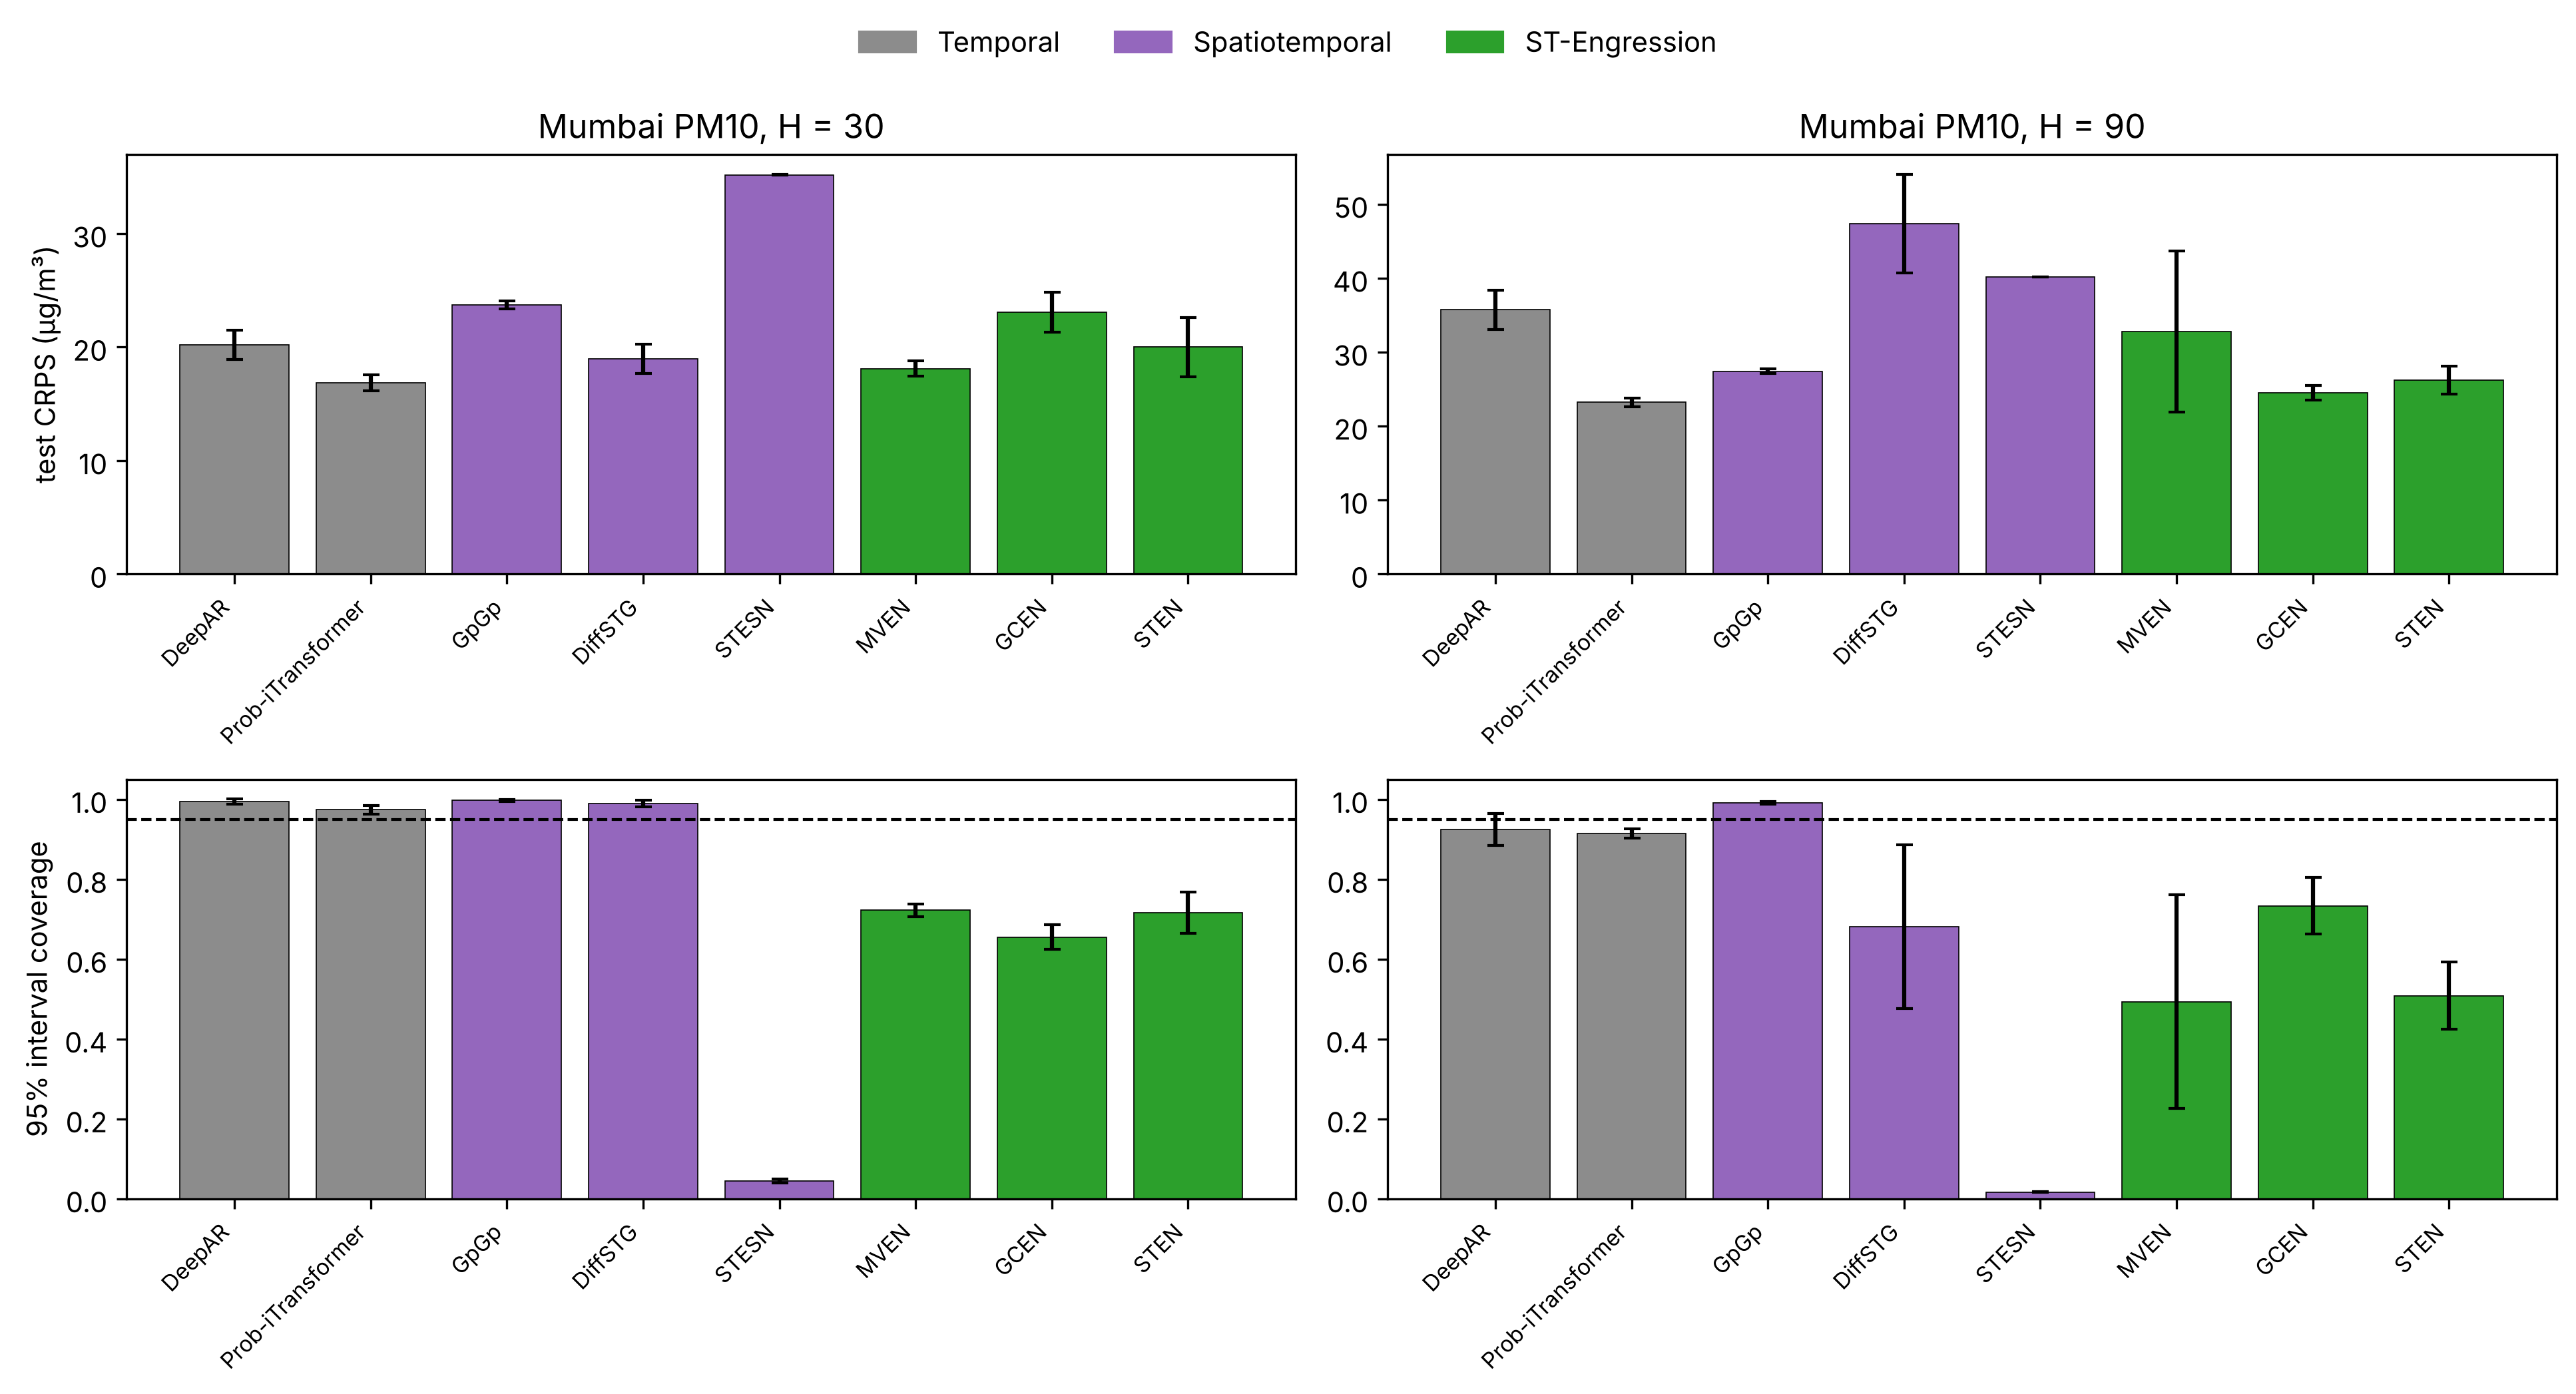 Temporal Spatiotemporal ST-Engression
Mumbai PM10, H = 30
test CRPS (µg/m³)
30
20
10
0
DeepAR Prob-iTransformer GpGp DiffSTG STESN MVEN GCEN STEN
Mumbai PM10, H = 90
50
40
30
20
10
0
DeepAR Prob-iTransformer GpGp DiffSTG STESN MVEN GCEN STEN
95% interval coverage
1.0
0.8
0.6
0.4
0.2
0.0
DeepAR Prob-iTransformer GpGp DiffSTG STESN MVEN GCEN STEN
1.0
0.8
0.6
0.4
0.2
0.0
DeepAR Prob-iTransformer GpGp DiffSTG STESN MVEN GCEN STEN